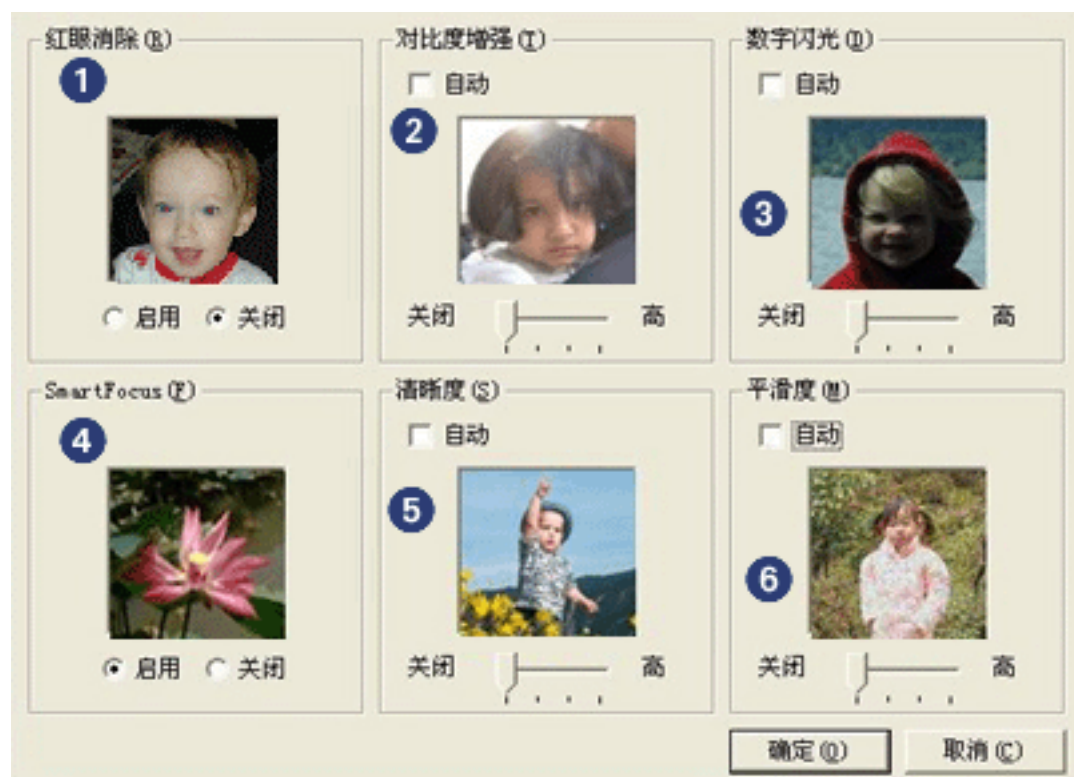 红眼消除(R)
1
启用 关闭
对比度增强(T)
自动
2
关闭 高
数字闪光(D)
自动
3
关闭 高
SmartFocus(F)
4
启用 关闭
清晰度(S)
自动
5
关闭 高
平滑度(M)
自动
6
关闭 高
确定(O) 取消(C)